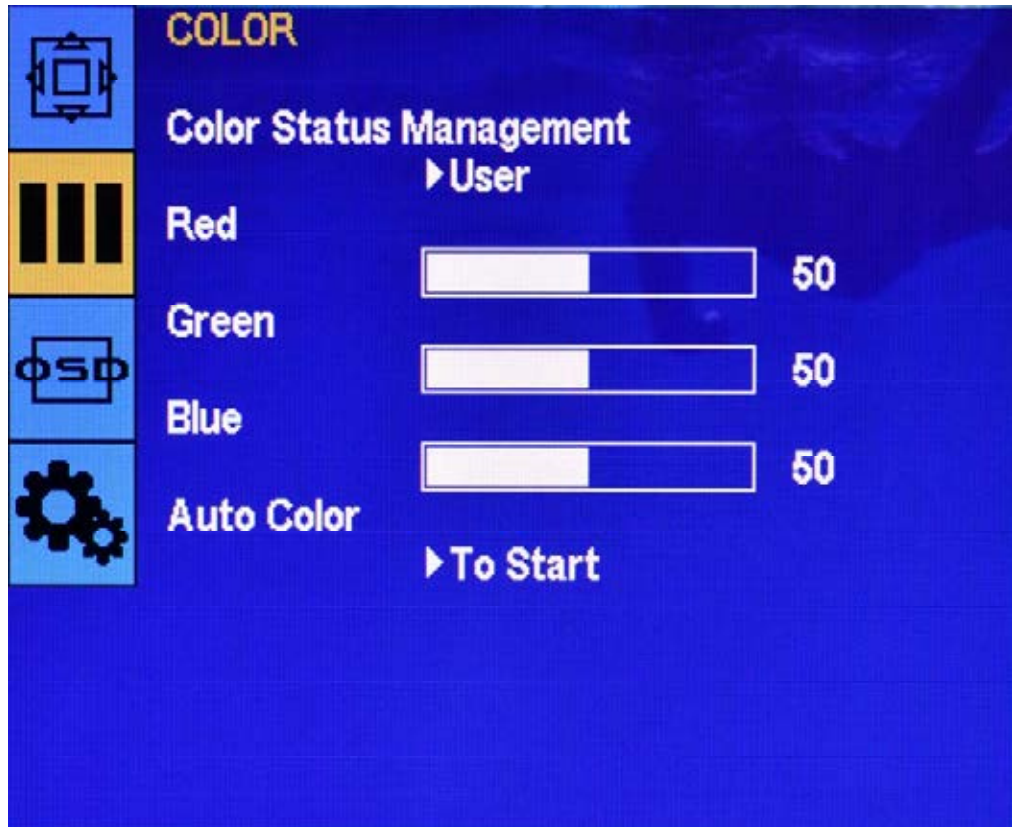 COLOR
Color Status Management
▶User
Red
50
Green
50
OSD
Blue
50
Auto Color
▶To Start